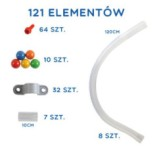 121 ELEMENTÓW
64 SZT.
120CM
10 SZT.
32 SZT.
7 SZT.
10CM
8 SZT.